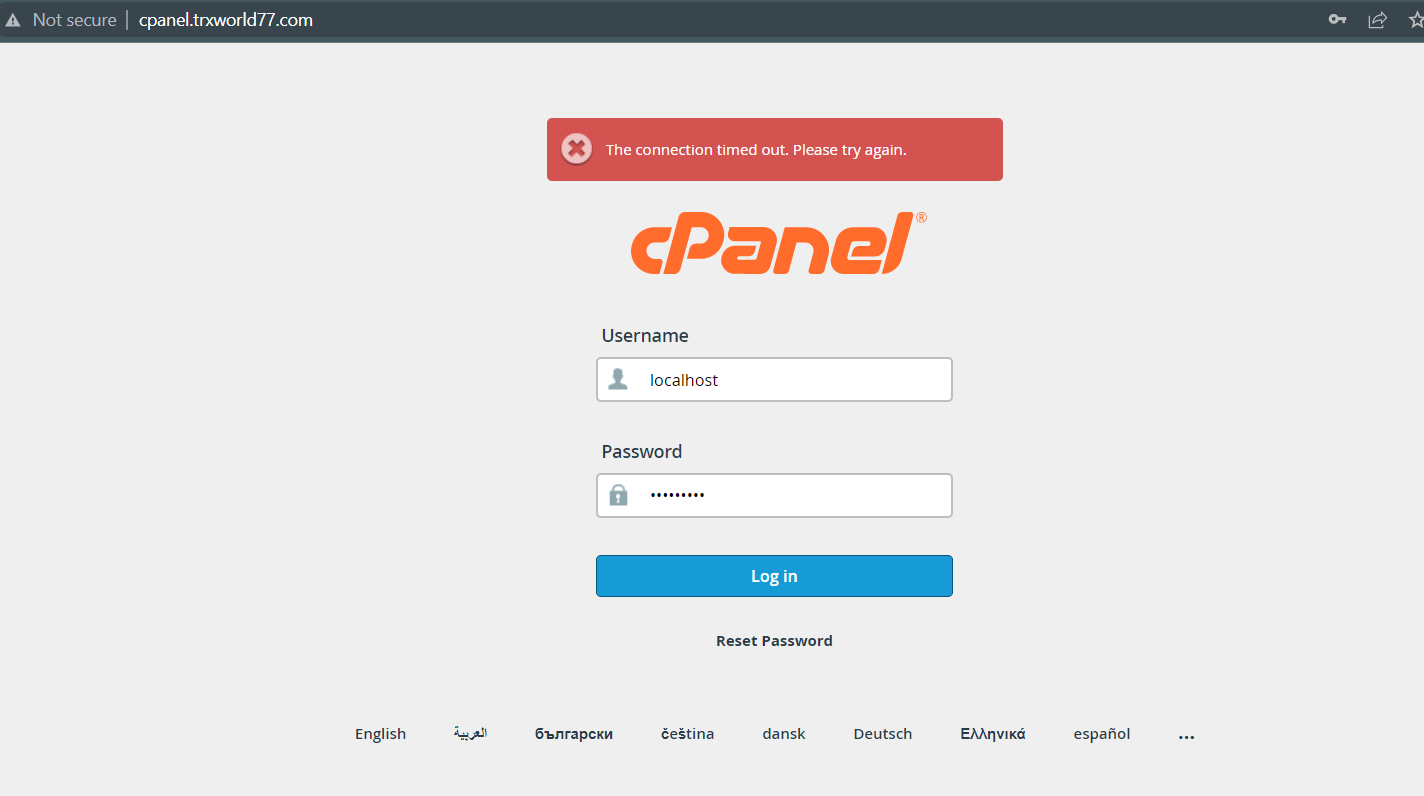 Not secure | cpanel.trxworld77.com
The connection timed out. Please try again.
cPanel®
Username
localhost
Password
•••••••••
Log in
Reset Password
English العربية български čeština dansk Deutsch Ελληνικά español ...